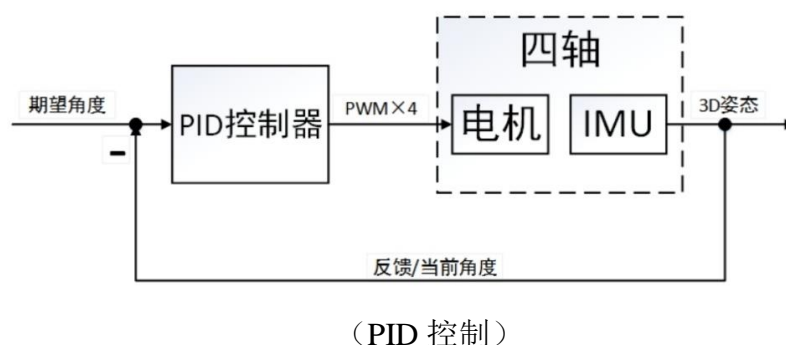 四轴
期望角度
PID控制器
PWM×4
电机
IMU
3D姿态
−
反馈/当前角度
（PID 控制）